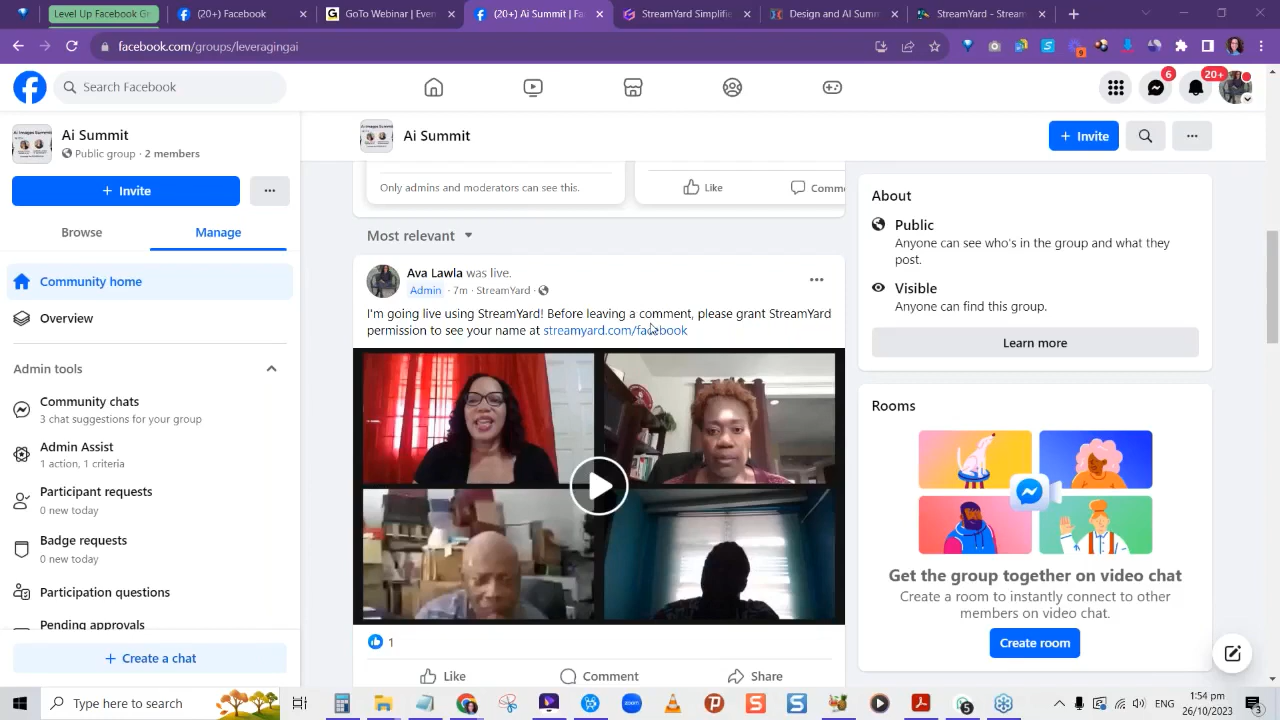 Level Up Facebook Gr
(20+) Facebook
GoTo Webinar | Even
(20+) Ai Summit | Fa
StreamYard Simplifie
Design and AI Summ
StreamYard - Stream
facebook.com/groups/leveragingai
9
Search Facebook
6
20+
Ai Summit
Public group · 2 members
+ Invite
Browse
Manage
Community home
Overview
Admin tools
Community chats
3 chat suggestions for your group
Admin Assist
1 action, 1 criteria
Participant requests
0 new today
Badge requests
0 new today
Participation questions
Pending approvals
+ Create a chat
Ai Summit
+ Invite
Only admins and moderators can see this.
Like
Comme
Most relevant
Ava Lawla was live.
Admin · 7m · StreamYard ·
I'm going live using StreamYard! Before leaving a comment, please grant StreamYard
permission to see your name at streamyard.com/facebook
1
Like
Comment
Share
About
Public
Anyone can see who's in the group and what they
post.
Visible
Anyone can find this group.
Learn more
Rooms
Get the group together on video chat
Create a room to instantly connect to other
members on video chat.
Create room
Type here to search
zoom
5
ENG
1:54 pm
26/10/2023
3